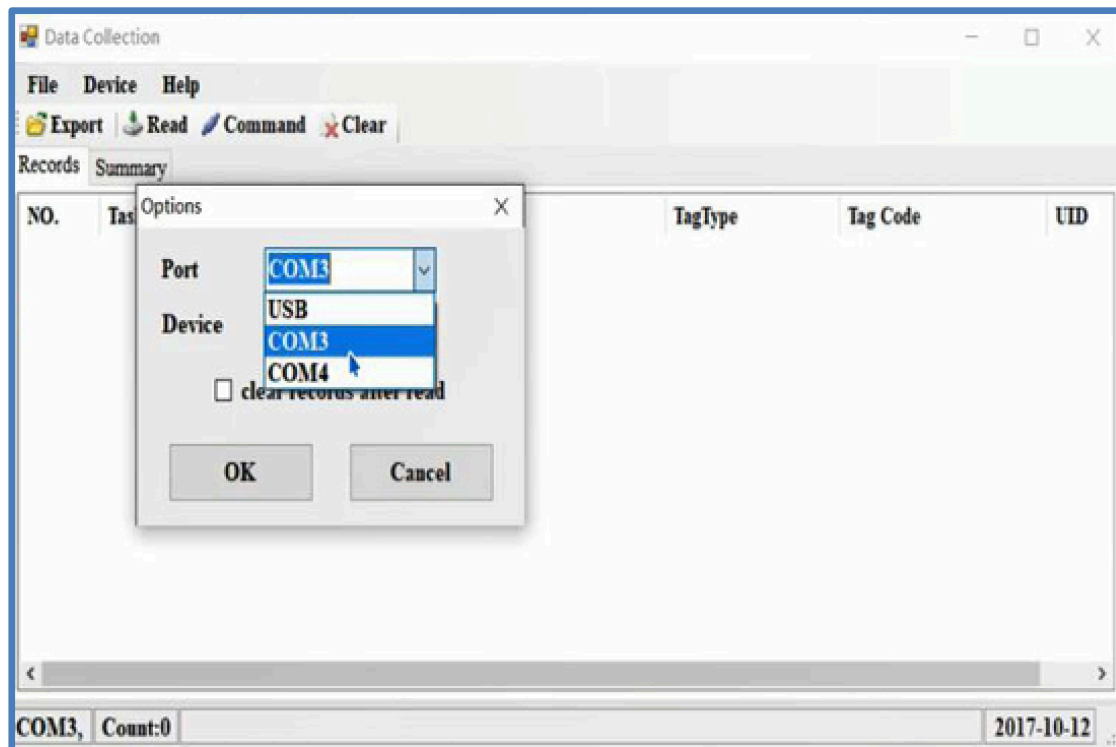 Data Collection
File Device Help
Export Read Command Clear
Records Summary
NO. Tas TagType Tag Code UID
Options
Port COM3
USB
Device
COM3
COM4
clear records after read
OK Cancel
COM3, Count:0 2017-10-12